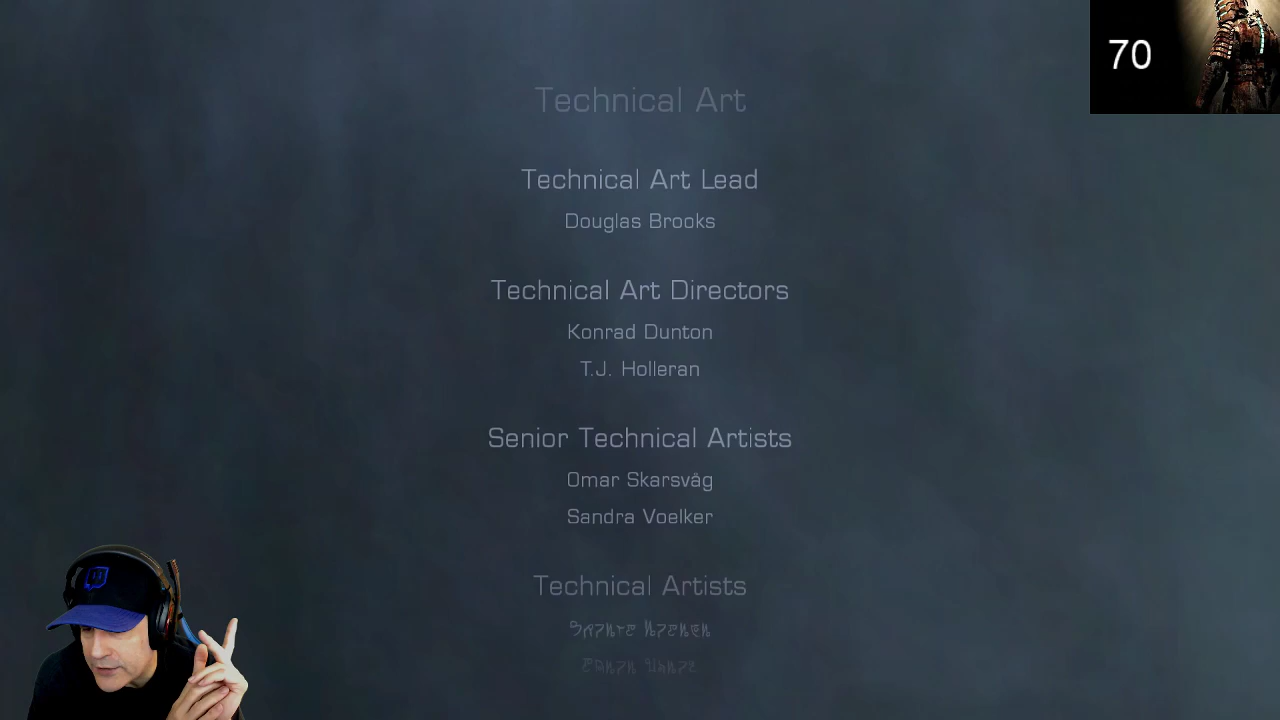 70
Technical Art
Technical Art Lead
Douglas Brooks
Technical Art Directors
Konrad Dunton
T.J. Holleran
Senior Technical Artists
Omar Skarsvåg
Sandra Voelker
Technical Artists